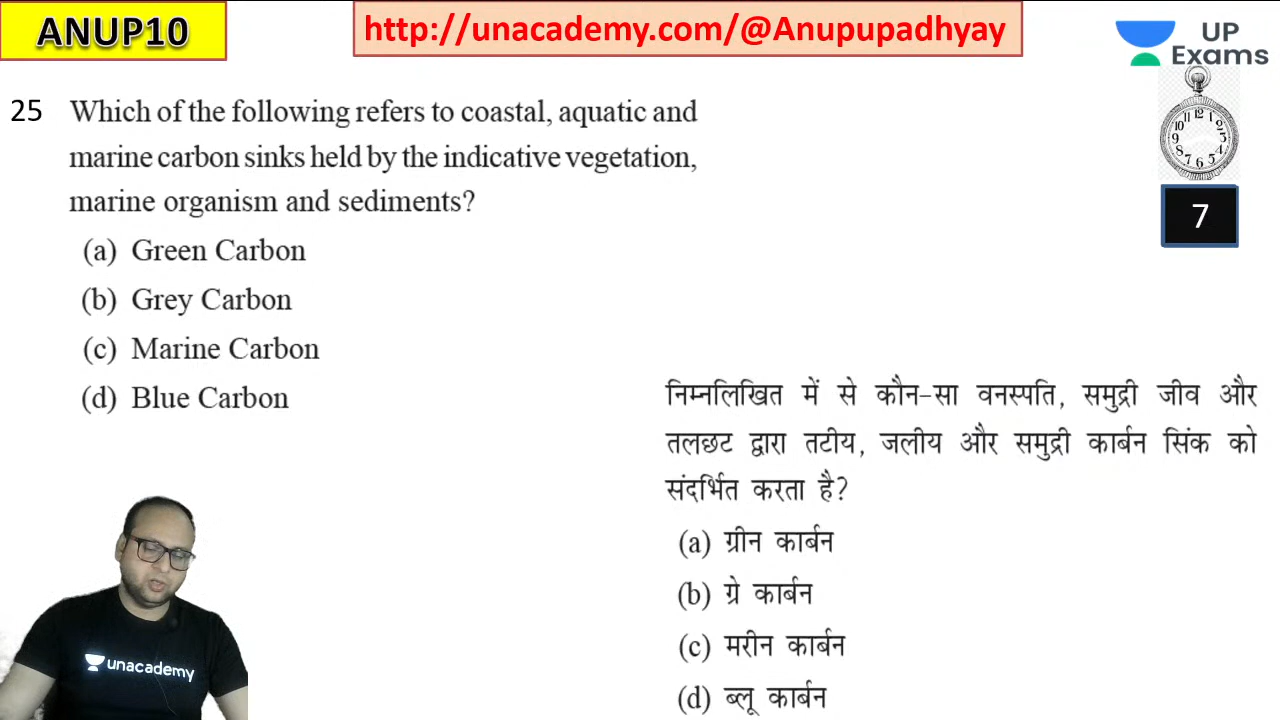 ANUP10
http://unacademy.com/@Anupupadhyay
UP
Exams
25 Which of the following refers to coastal, aquatic and
marine carbon sinks held by the indicative vegetation,
marine organism and sediments?
(a) Green Carbon
(b) Grey Carbon
(c) Marine Carbon
(d) Blue Carbon
7
निम्नलिखित में से कौन-सा वनस्पति, समुद्री जीव और
तलछट द्वारा तटीय, जलीय और समुद्री कार्बन सिंक को
संदर्भित करता है?
(a) ग्रीन कार्बन
(b) ग्रे कार्बन
(c) मरीन कार्बन
(d) ब्लू कार्बन
unacademy